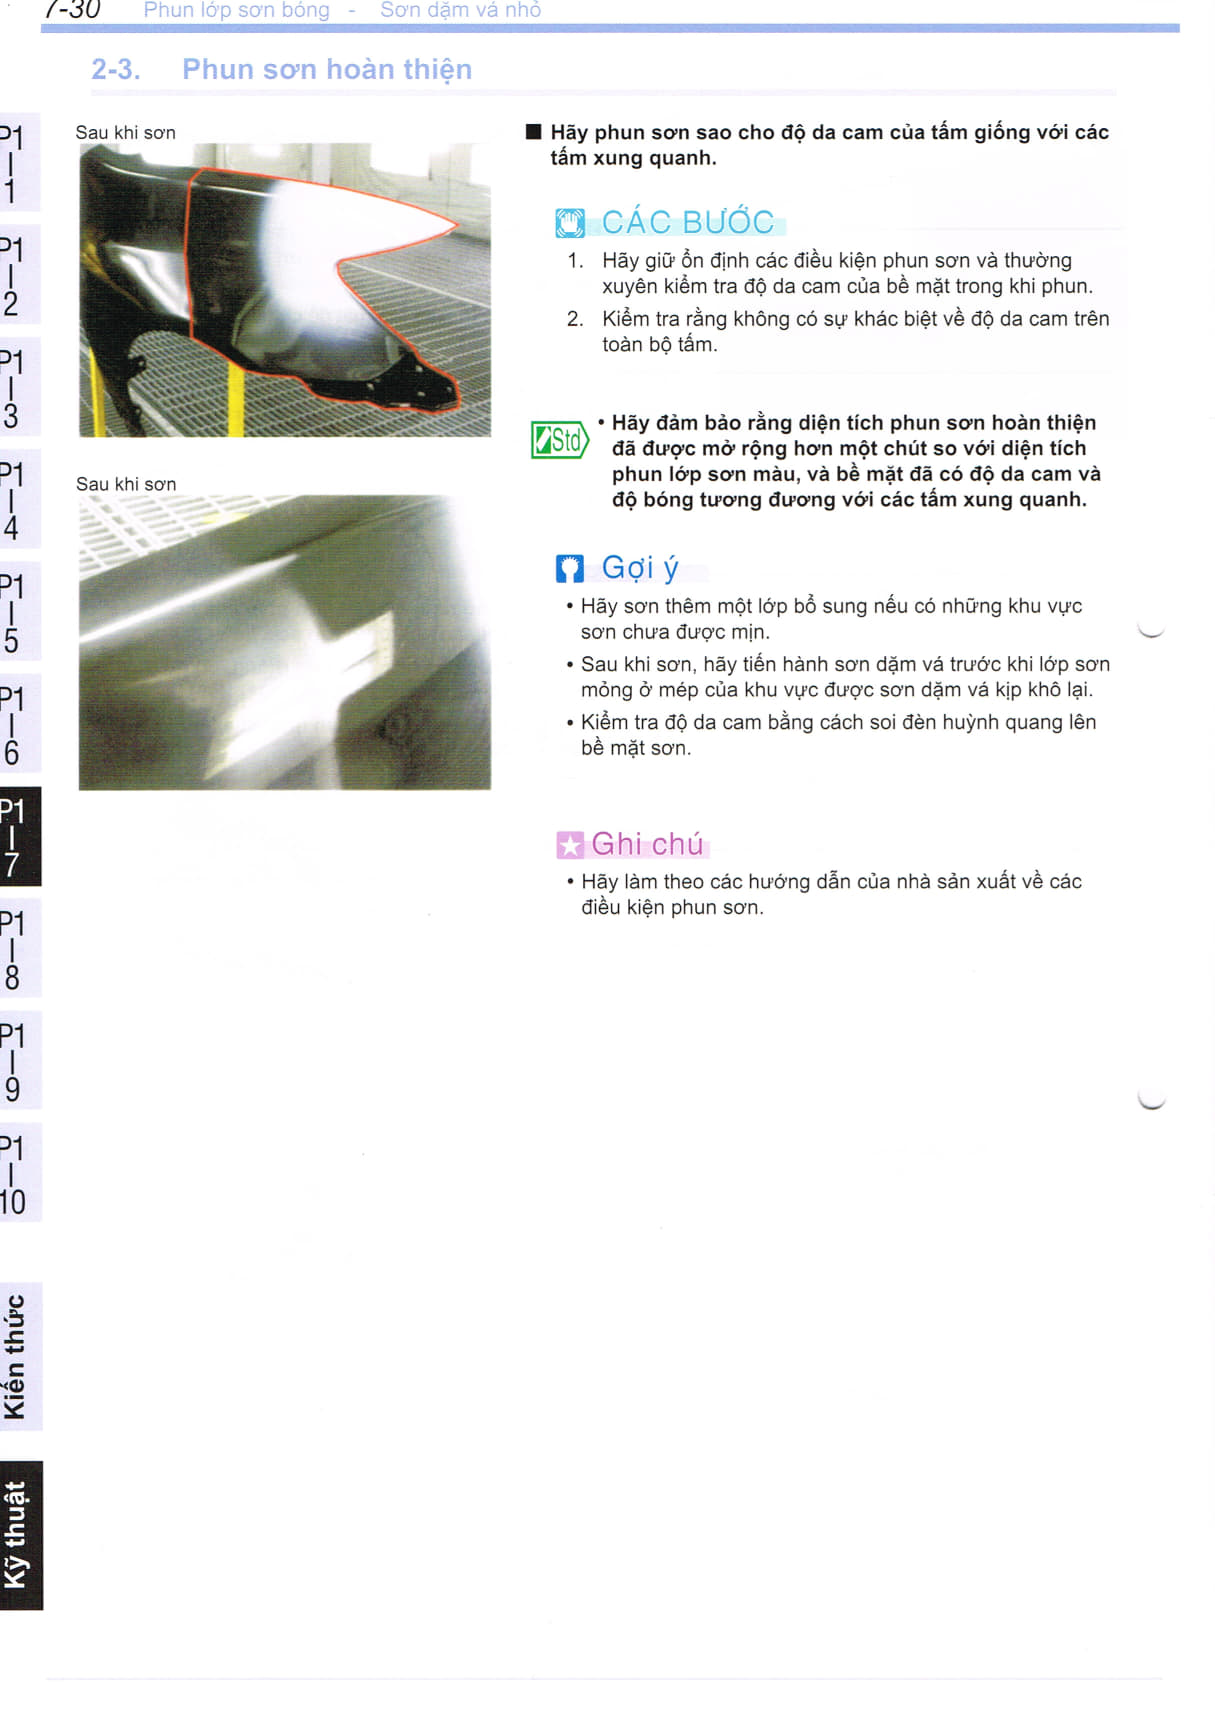 7-30 Phun lớp sơn bóng - Sơn dặm vá nhỏ
2-3. Phun sơn hoàn thiện
Sau khi sơn
Sau khi sơn
■ Hãy phun sơn sao cho độ da cam của tấm giống với các
tấm xung quanh.
CÁC BƯỚC
1. Hãy giữ ổn định các điều kiện phun sơn và thường
xuyên kiểm tra độ da cam của bề mặt trong khi phun.
2. Kiểm tra rằng không có sự khác biệt về độ da cam trên
toàn bộ tấm.
Std
• Hãy đảm bảo rằng diện tích phun sơn hoàn thiện
đã được mở rộng hơn một chút so với diện tích
phun lớp sơn màu, và bề mặt đã có độ da cam và
độ bóng tương đương với các tấm xung quanh.
Gợi ý
• Hãy sơn thêm một lớp bổ sung nếu có những khu vực
sơn chưa được mịn.
• Sau khi sơn, hãy tiến hành sơn dặm vá trước khi lớp sơn
mỏng ở mép của khu vực được sơn dặm vá kịp khô lại.
• Kiểm tra độ da cam bằng cách soi đèn huỳnh quang lên
bề mặt sơn.
Ghi chú
• Hãy làm theo các hướng dẫn của nhà sản xuất về các
điều kiện phun sơn.
P1
1
P1
2
P1
3
P1
4
P1
5
P1
6
P1
7
P1
8
P1
9
P1
10
Kiến thức
Kỹ thuật